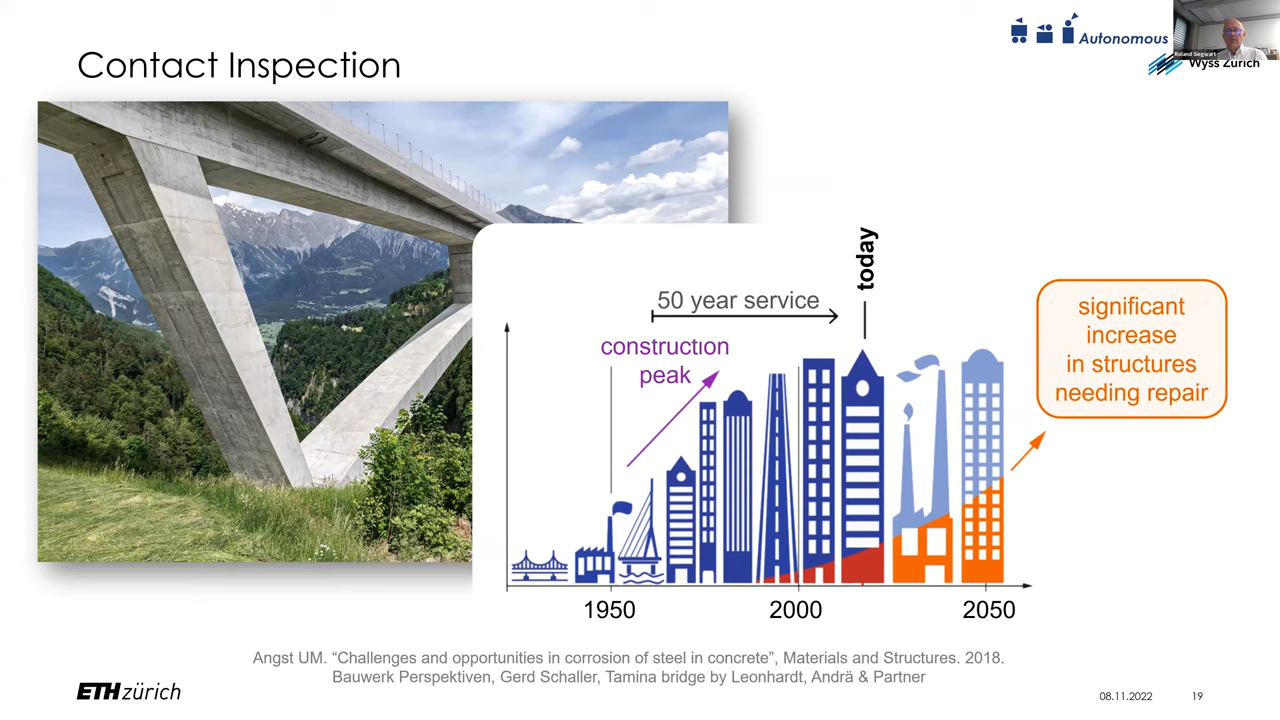 Autonomous
Roland Siegwart
Wyss Zurich
Contact Inspection
today
50 year service
construction
peak
significant
increase
in structures
needing repair
1950
2000
2050
Angst UM. “Challenges and opportunities in corrosion of steel in concrete”, Materials and Structures. 2018.
Bauwerk Perspektiven, Gerd Schaller, Tamina bridge by Leonhardt, Andrä & Partner
ETH zürich
08.11.2022
19